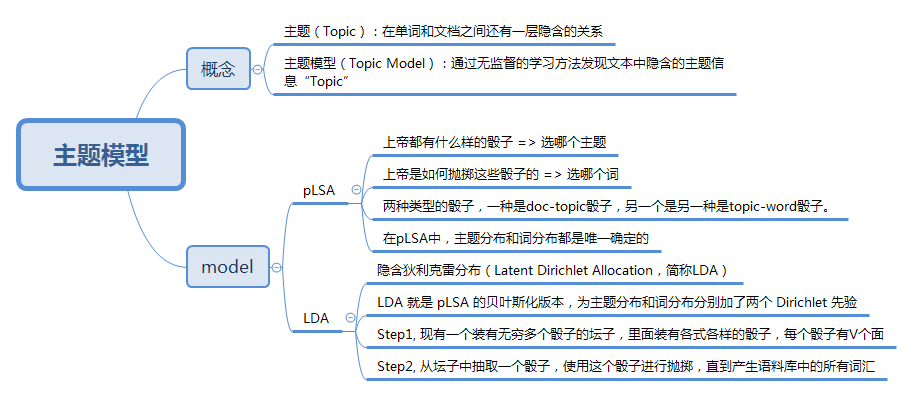 主题模型
概念
主题（Topic）：在单词和文档之间还有一层隐含的关系
主题模型（Topic Model）：通过无监督的学习方法发现文本中隐含的主题信
息“Topic”
model
pLSA
上帝都有什么样的骰子 => 选哪个主题
上帝是如何抛掷这些骰子的 => 选哪个词
两种类型的骰子，一种是doc-topic骰子，另一个是另一种是topic-word骰子。
在pLSA中，主题分布和词分布都是唯一确定的
LDA
隐含狄利克雷分布（Latent Dirichlet Allocation，简称LDA）
LDA 就是 pLSA 的贝叶斯化版本，为主题分布和词分布分别加了两个 Dirichlet 先验
Step1, 现有一个装有无穷多个骰子的坛子，里面装有各式各样的骰子，每个骰子有V个面
Step2, 从坛子中抽取一个骰子，使用这个骰子进行抛掷，直到产生语料库中的所有词汇